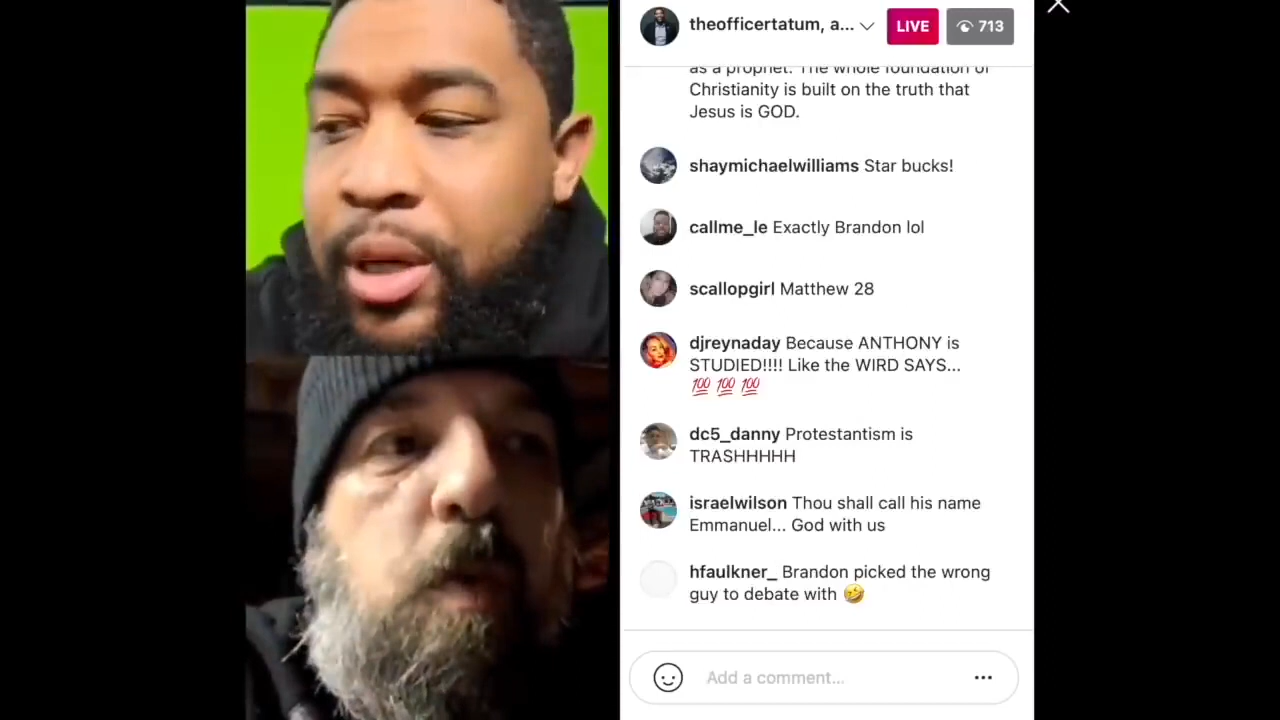 theofficertatum, a...
LIVE
713
as a prophet. The whole foundation of
Christianity is built on the truth that
Jesus is GOD.
shaymichaelwilliams Star bucks!
callme_le Exactly Brandon lol
scallopgirl Matthew 28
djreynaday Because ANTHONY is
STUDIED!!!! Like the WIRD SAYS...
💯 💯 💯
dc5_danny Protestantism is
TRASHHHHH
israelwilson Thou shall call his name
Emmanuel... God with us
hfaulkner_ Brandon picked the wrong
guy to debate with 🤣
Add a comment...